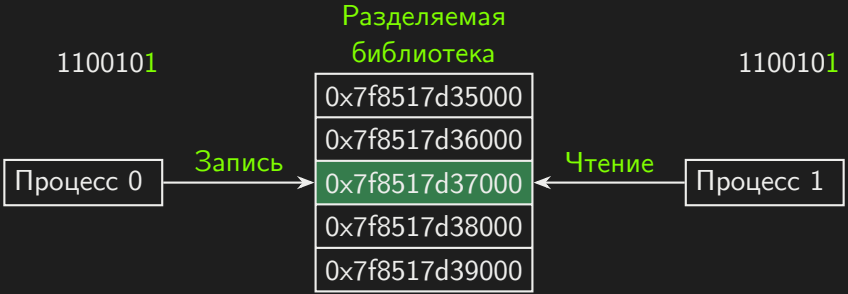 Разделяемая
библиотека
1100101
1100101
0x7f8517d35000
0x7f8517d36000
Запись
Чтение
Процесс 0
0x7f8517d37000
Процесс 1
0x7f8517d38000
0x7f8517d39000